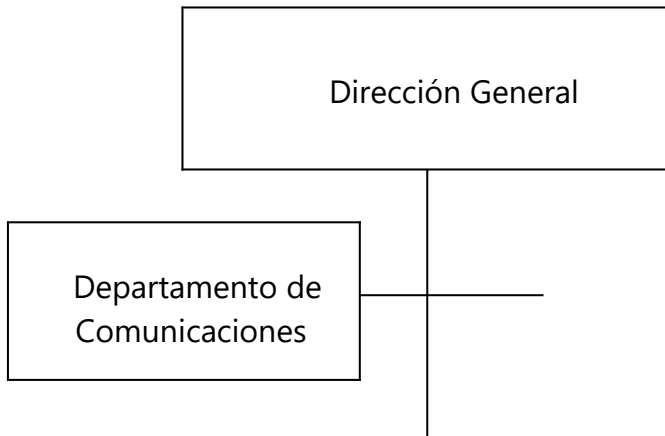 Dirección General
Departamento de
Comunicaciones